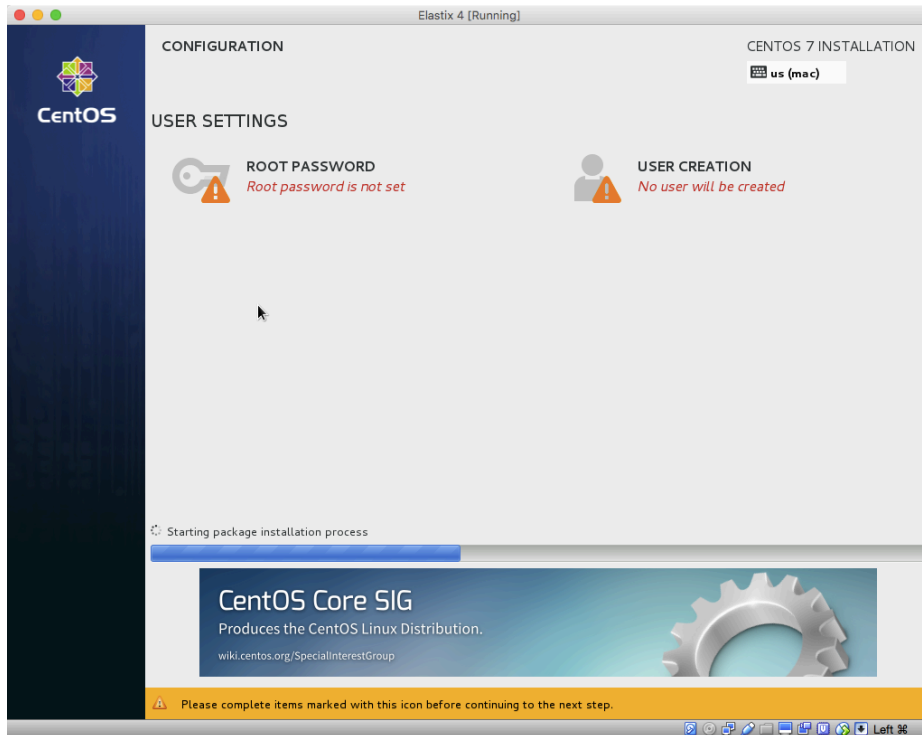 Elastix 4 [Running]
CentOS
CONFIGURATION
CENTOS 7 INSTALLATION
us (mac)
USER SETTINGS
ROOT PASSWORD
Root password is not set
USER CREATION
No user will be created
Starting package installation process
CentOS Core SIG
Produces the CentOS Linux Distribution.
wiki.centos.org/SpecialInterestGroup
Please complete items marked with this icon before continuing to the next step.
Left ⌘